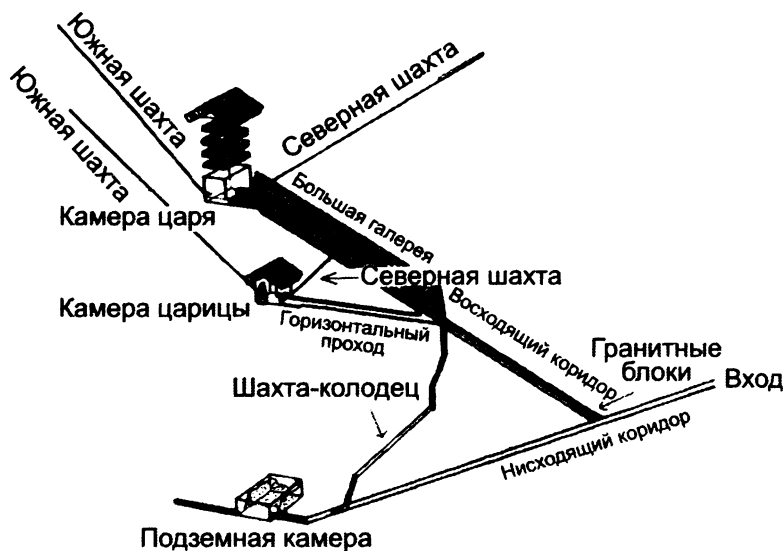 Южная шахта
Южная шахта
Северная шахта
Большая галерея
Камера царя
Северная шахта
Камера царицы
Горизонтальный
проход
Восходящий коридор
Гранитные
блоки
Вход
Шахта-колодец
Нисходящий коридор
Подземная камера